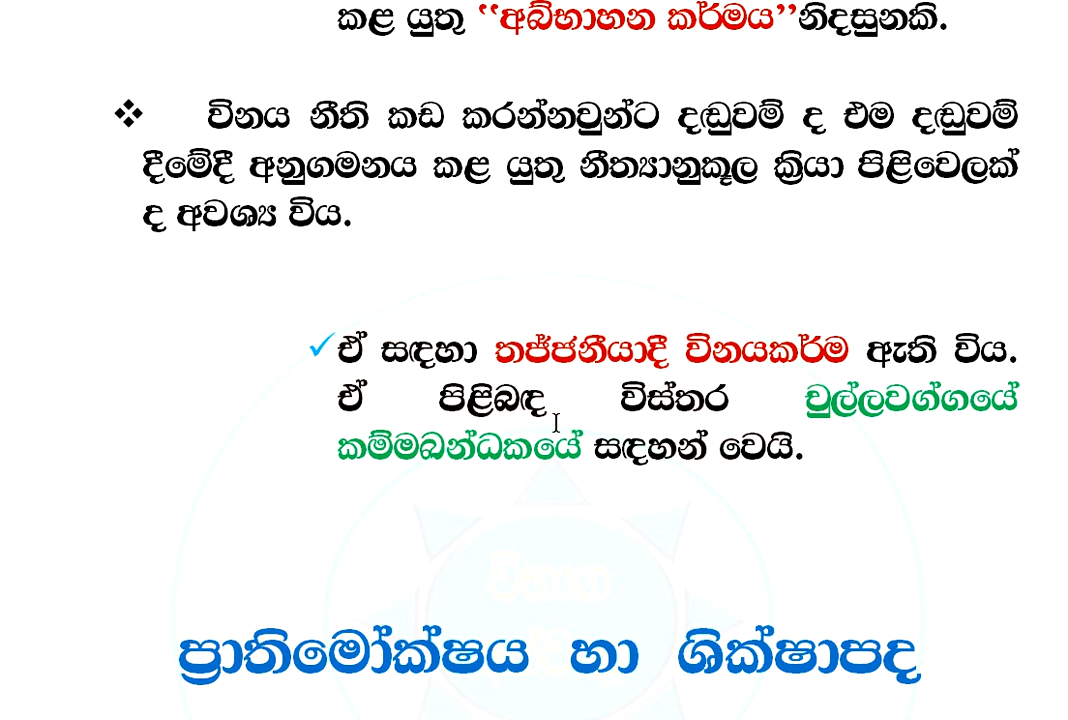 කළ යුතු “අබ්භාහන කර්මය”නිදසුනකි.
❖ විනය නීති කඩ කරන්නවුන්ට දඬුවම් ද එම දඬුවම්
දීමේදී අනුගමනය කළ යුතු නීත්‍යානුකූල ක්‍රියා පිළිවෙලක්
ද අවශ්‍ය විය.
✓ ඒ සඳහා තජ්ජනීයාදී විනයකර්ම ඇති විය.
ඒ පිළිබඳ විස්තර චුල්ලවග්ගයේ
කම්මඛන්ධකයේ සඳහන් වෙයි.
ප්‍රාතිමෝක්ෂය හා ශික්ෂාපද